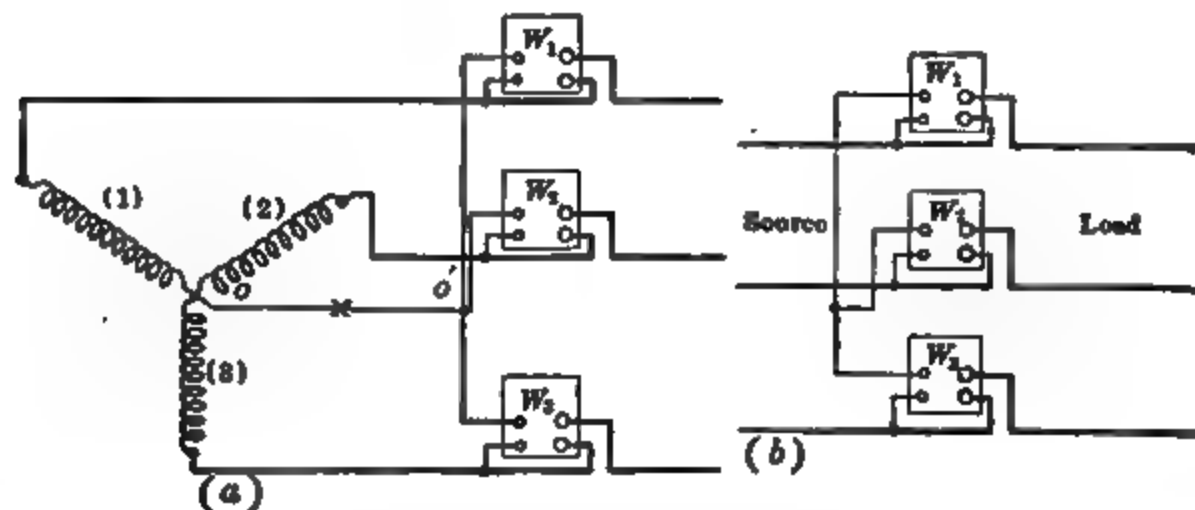 W₁
W₁
(1)
(2)
W₂
W₂
Source
Load
o
o'
(3)
W₃
W₃
(a)
(b)